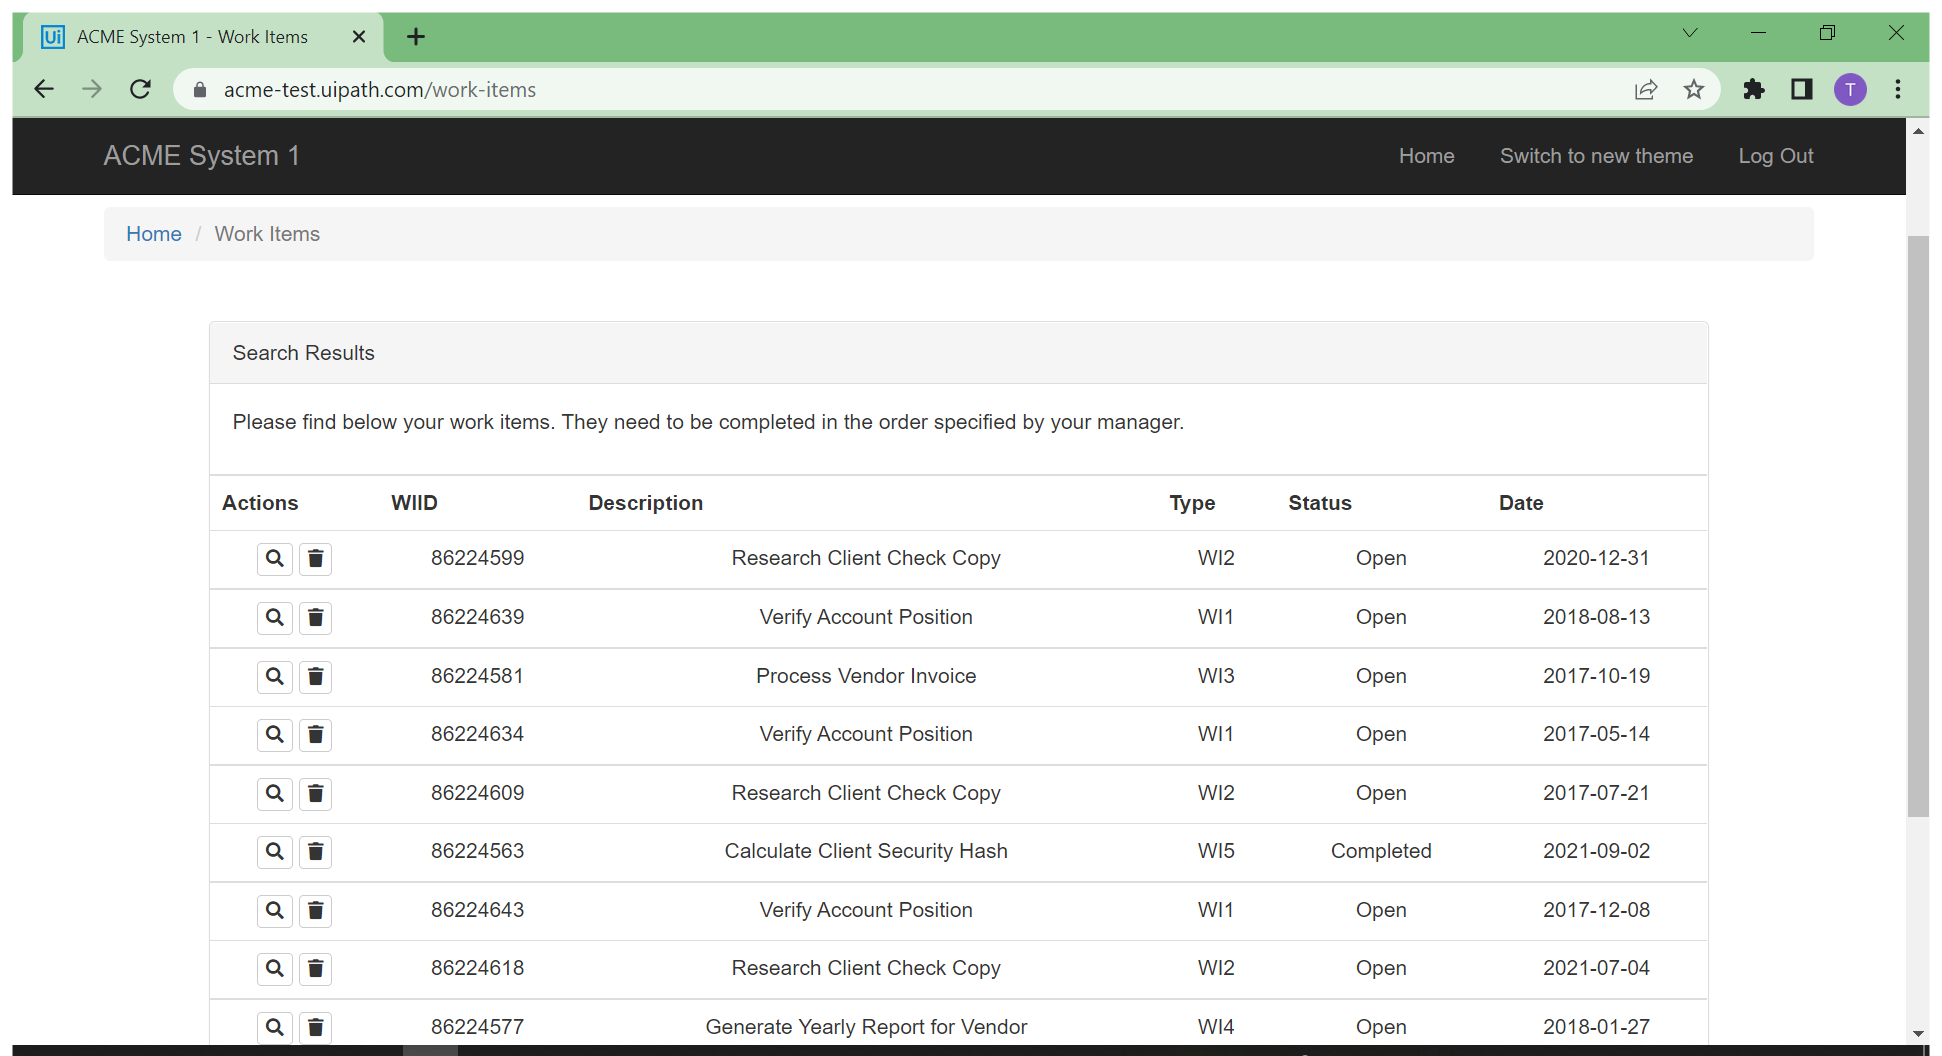 Ui ACME System 1 - Work Items
acme-test.uipath.com/work-items
T
ACME System 1 Home Switch to new theme Log Out
Home / Work Items
Search Results
Please find below your work items. They need to be completed in the order specified by your manager.
Actions WIID Description Type Status Date
86224599 Research Client Check Copy WI2 Open 2020-12-31
86224639 Verify Account Position WI1 Open 2018-08-13
86224581 Process Vendor Invoice WI3 Open 2017-10-19
86224634 Verify Account Position WI1 Open 2017-05-14
86224609 Research Client Check Copy WI2 Open 2017-07-21
86224563 Calculate Client Security Hash WI5 Completed 2021-09-02
86224643 Verify Account Position WI1 Open 2017-12-08
86224618 Research Client Check Copy WI2 Open 2021-07-04
86224577 Generate Yearly Report for Vendor WI4 Open 2018-01-27